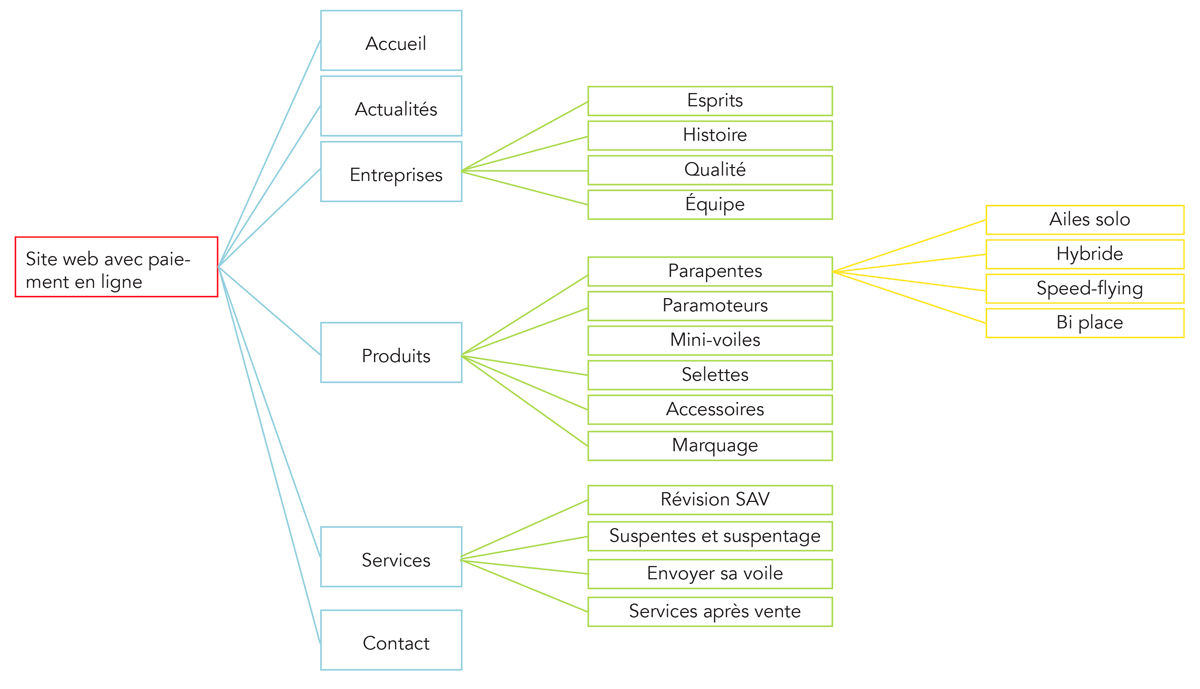 Accueil
Actualités
Entreprises
Esprits
Histoire
Qualité
Équipe
Site web avec paie-
ment en ligne
Produits
Parapentes
Paramoteurs
Mini-voiles
Selettes
Accessoires
Marquage
Ailes solo
Hybride
Speed-flying
Bi place
Services
Révision SAV
Suspentes et suspentage
Envoyer sa voile
Services après vente
Contact